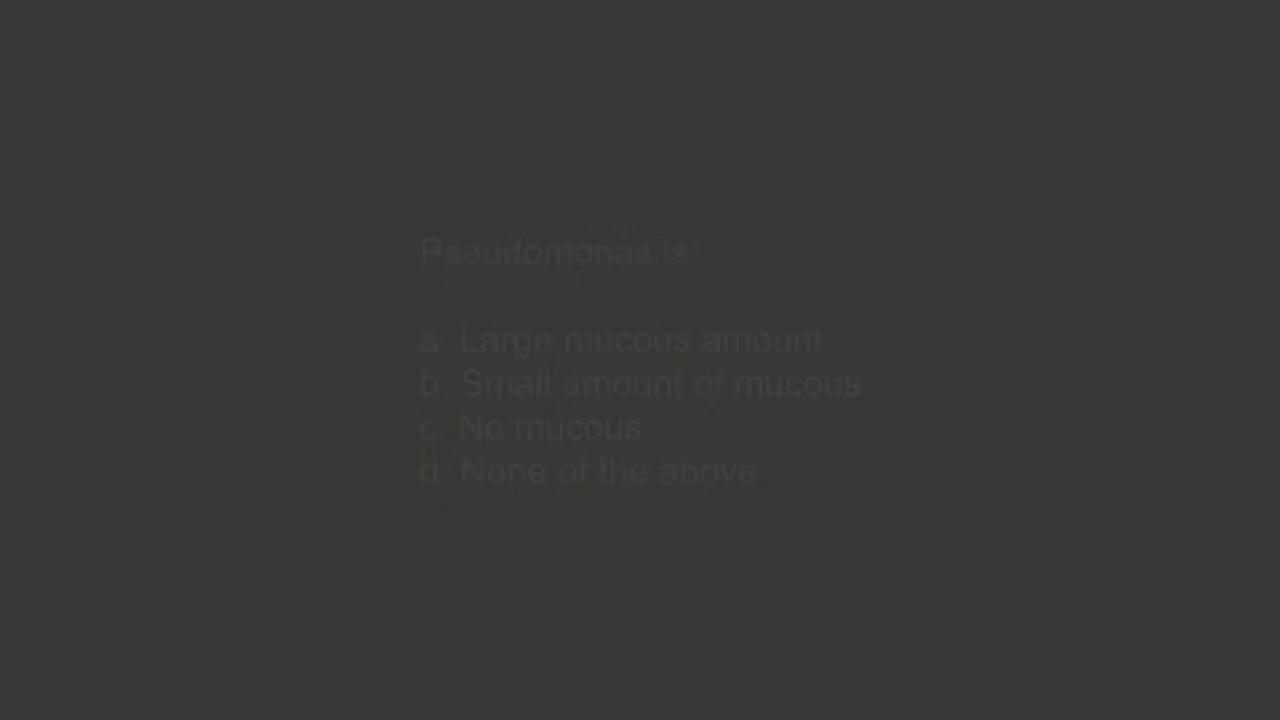 Pseudomonas is:
a. Large mucous amount
b. Small amount of mucous
c. No mucous
d. None of the above